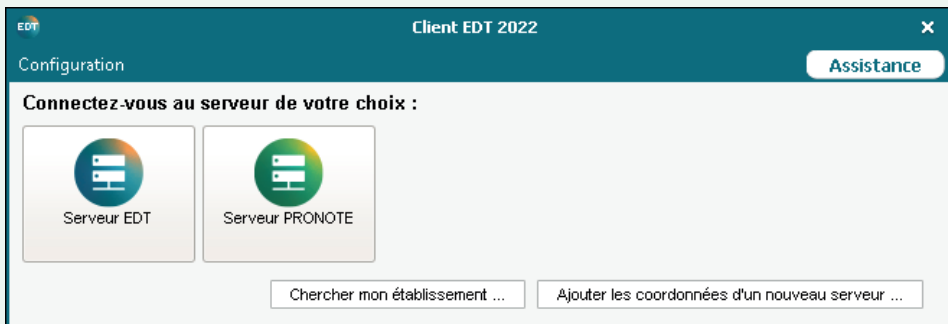 EDT
Client EDT 2022
Configuration
Assistance
Connectez-vous au serveur de votre choix :
Serveur EDT
Serveur PRONOTE
Chercher mon établissement ...
Ajouter les coordonnées d'un nouveau serveur ...